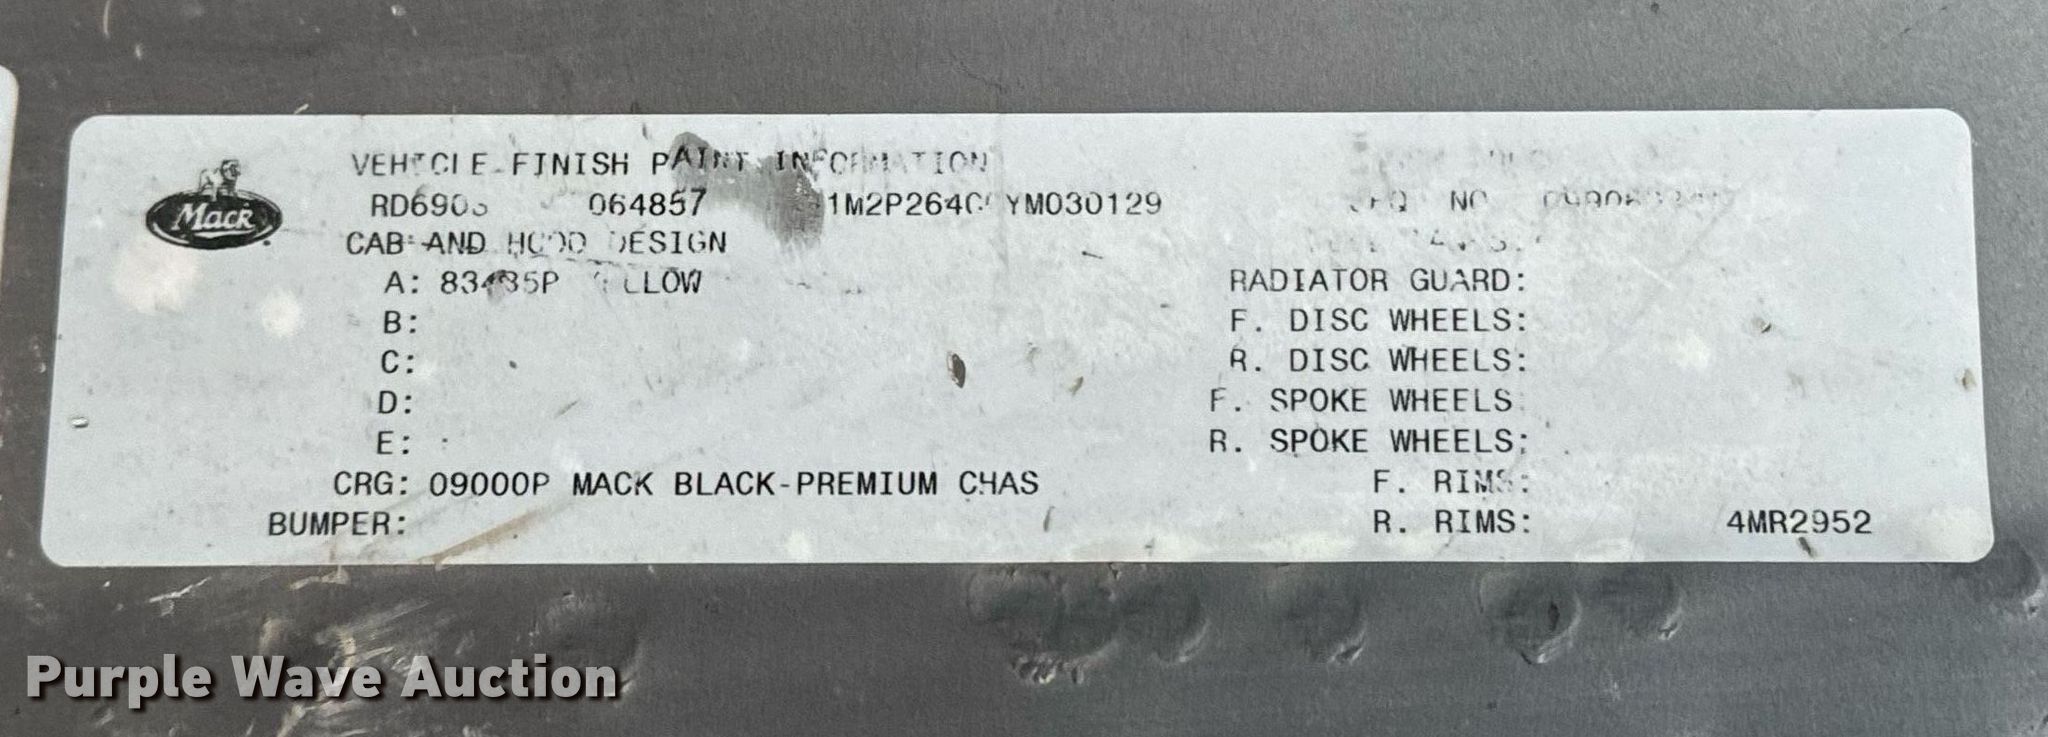 Mack
VEHICLE FINISH PAINT INFORMATION
064857 YM030129 NO
CAB AND HOOD DESIGN
A: YELLOW RADIATOR GUARD:
B: F. DISC WHEELS:
C: R. DISC WHEELS:
D: F. SPOKE WHEELS
E: R. SPOKE WHEELS:
CRG: 09000P MACK BLACK-PREMIUM CHAS F. RIMS:
BUMPER: R. RIMS: 4MR2952
Purple Wave Auction